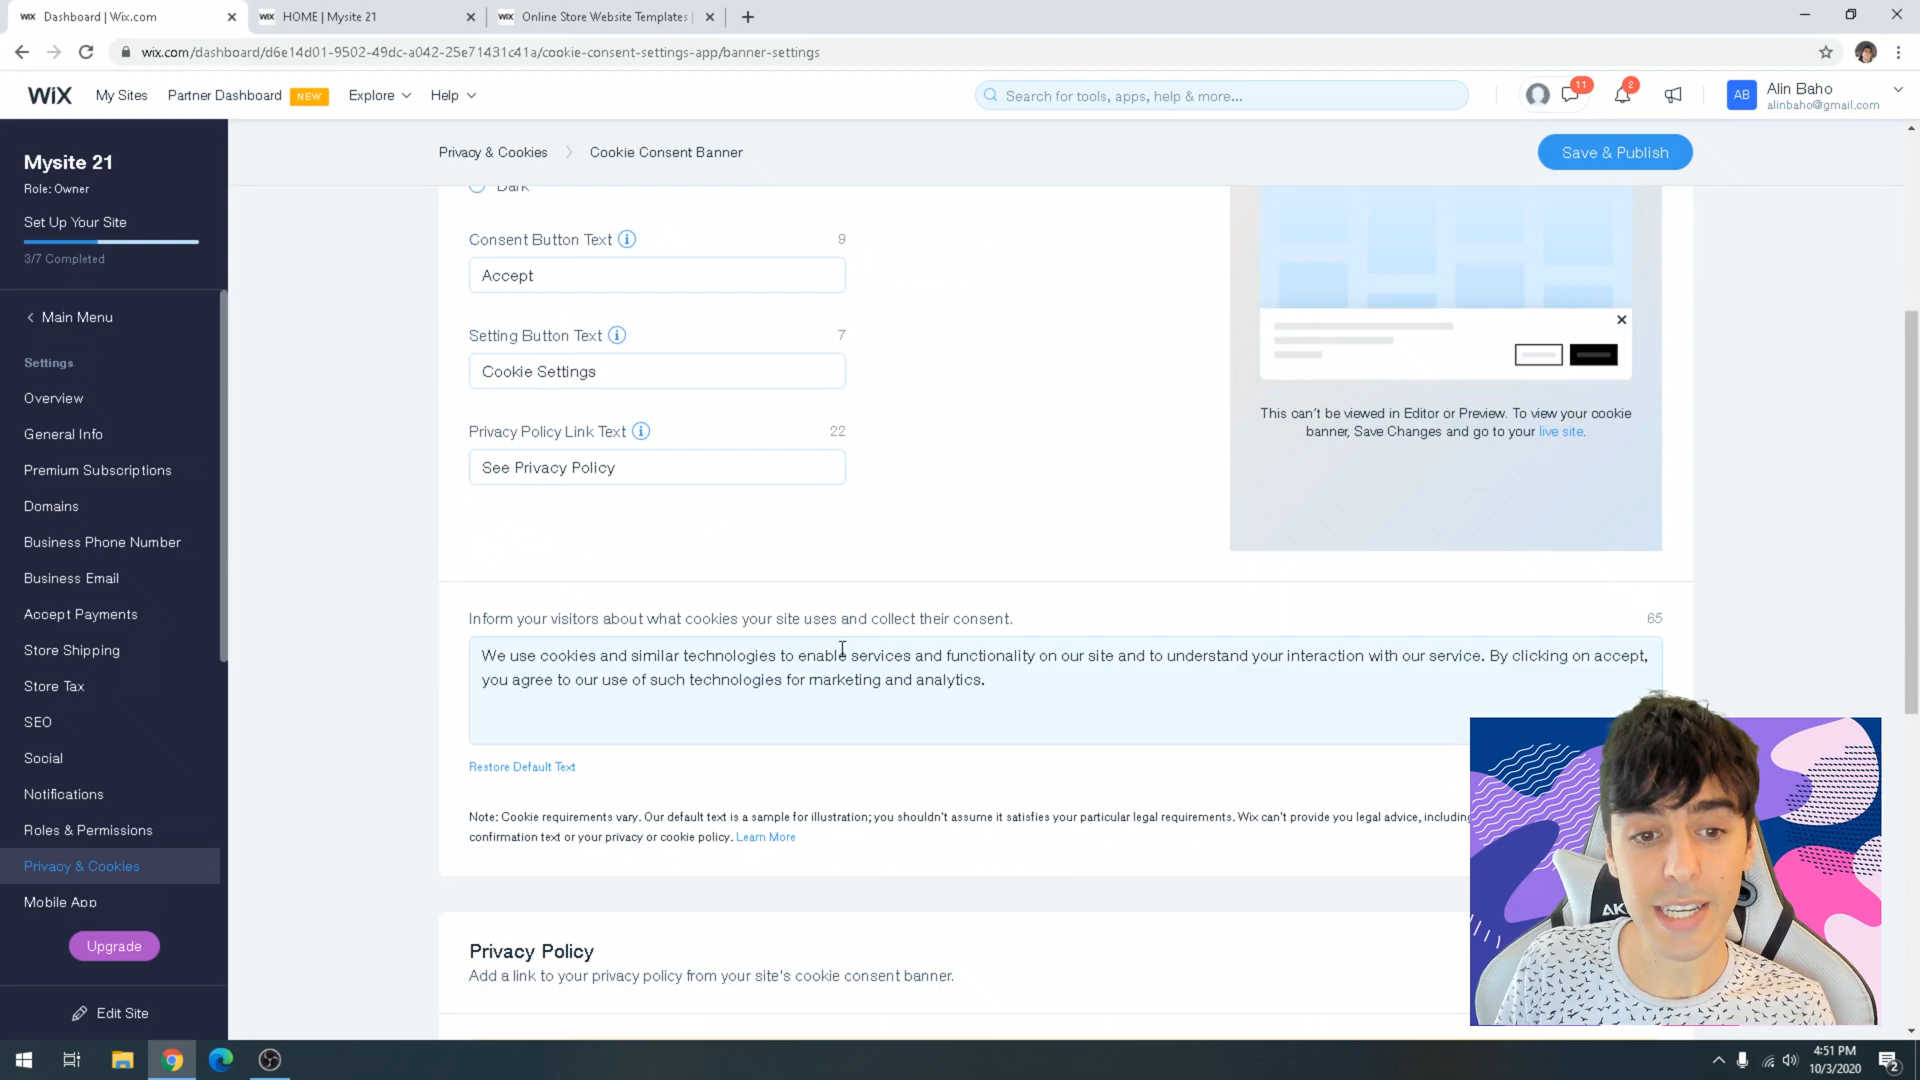 WiX Dashboard | Wix.com
WiX HOME | Mysite 21
WiX Online Store Website Templates |
wix.com/dashboard/d6e14d01-9502-49dc-a042-25e71431c41a/cookie-consent-settings-app/banner-settings
WiX My Sites Partner Dashboard NEW Explore Help
Search for tools, apps, help & more...
11
2
AB
Alin Baho
alinbaho@gmail.com
Mysite 21
Role: Owner
Set Up Your Site
3/7 Completed
Main Menu
Settings
Overview
General Info
Premium Subscriptions
Domains
Business Phone Number
Business Email
Accept Payments
Store Shipping
Store Tax
SEO
Social
Notifications
Roles & Permissions
Privacy & Cookies
Mobile App
Upgrade
Edit Site
Privacy & Cookies Cookie Consent Banner
Save & Publish
Dark
Consent Button Text 9
Accept
Setting Button Text 7
Cookie Settings
Privacy Policy Link Text 22
See Privacy Policy
This can't be viewed in Editor or Preview. To view your cookie
banner, Save Changes and go to your live site.
Inform your visitors about what cookies your site uses and collect their consent. 65
We use cookies and similar technologies to enable services and functionality on our site and to understand your interaction with our service. By clicking on accept,
you agree to our use of such technologies for marketing and analytics.
Restore Default Text
Note: Cookie requirements vary. Our default text is a sample for illustration; you shouldn't assume it satisfies your particular legal requirements. Wix can't provide you legal advice, including
confirmation text or your privacy or cookie policy. Learn More
Privacy Policy
Add a link to your privacy policy from your site's cookie consent banner.
AK
4:51 PM
10/3/2020
2